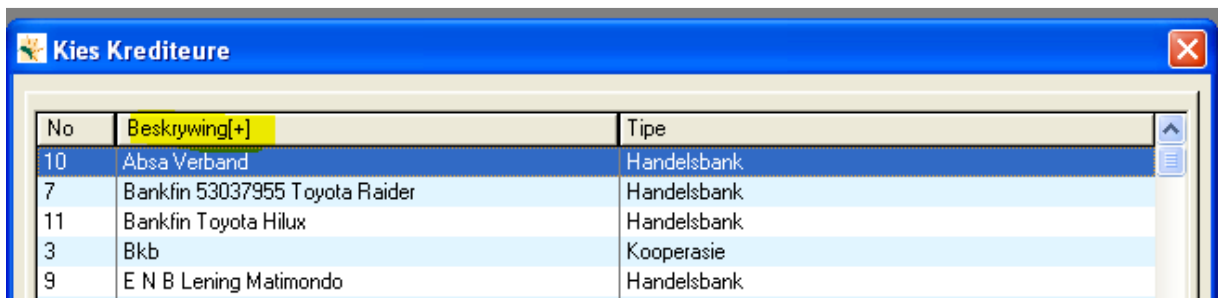 Kies Krediteure
No Beskrywing[+] Tipe
10 Absa Verband Handelsbank
7 Bankfin 53037955 Toyota Raider Handelsbank
11 Bankfin Toyota Hilux Handelsbank
3 Bkb Kooperasie
9 E N B Lening Matimondo Handelsbank